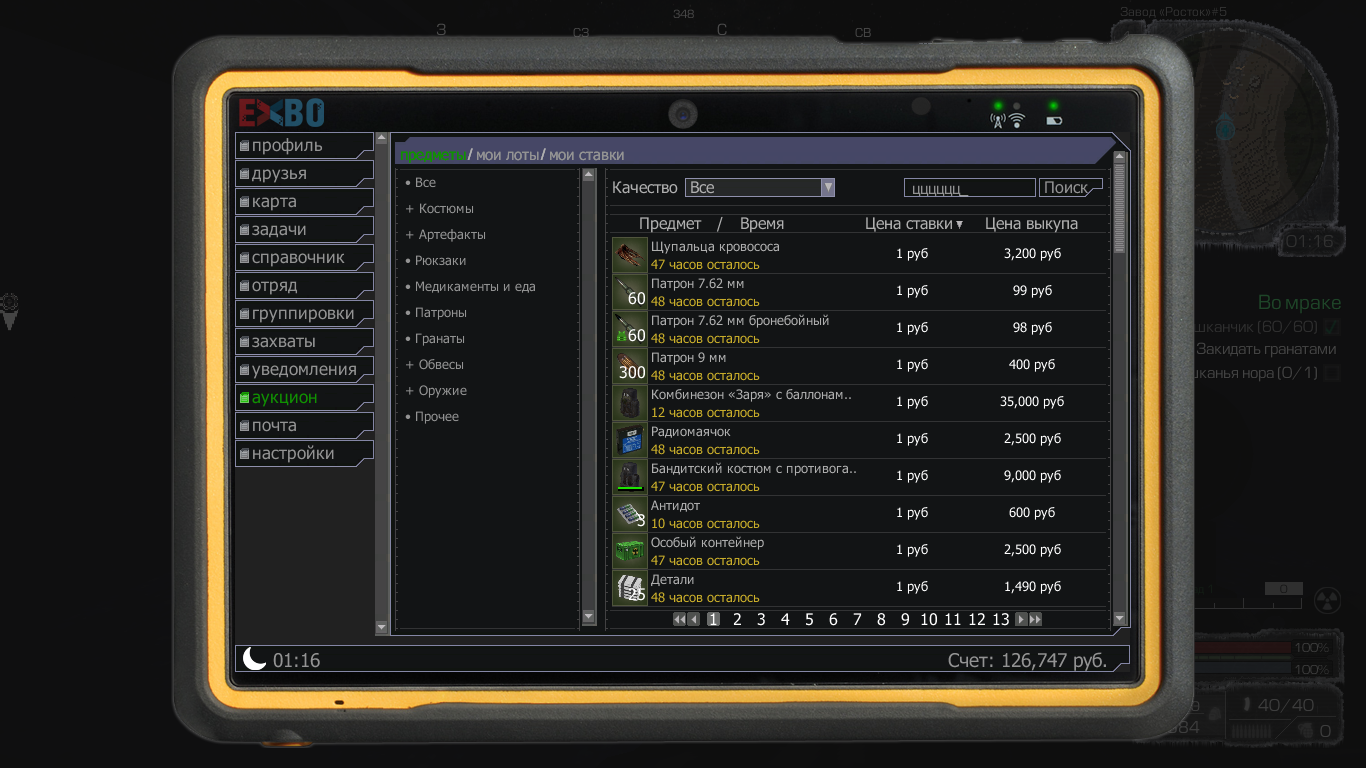 348
З
СЗ
С
СВ
Завод «Росток»#5
EXBO
профиль
друзья
карта
задачи
справочник
отряд
группировки
захваты
уведомления
аукцион
почта
настройки
предметы/ мои лоты/ мои ставки
• Все
+ Костюмы
+ Артефакты
• Рюкзаки
• Медикаменты и еда
• Патроны
• Гранаты
+ Обвесы
+ Оружие
• Прочее
Качество Все цццццц_ Поиск
Предмет / Время Цена ставки▼ Цена выкупа
Щупальца кровососа
47 часов осталось 1 руб 3,200 руб
60 Патрон 7.62 мм
48 часов осталось 1 руб 99 руб
60 Патрон 7.62 мм бронебойный
48 часов осталось 1 руб 98 руб
300 Патрон 9 мм
48 часов осталось 1 руб 400 руб
Комбинезон «Заря» с баллонам..
12 часов осталось 1 руб 35,000 руб
Радиомаячок
48 часов осталось 1 руб 2,500 руб
Бандитский костюм с противога..
47 часов осталось 1 руб 9,000 руб
3 Антидот
10 часов осталось 1 руб 600 руб
Особый контейнер
47 часов осталось 1 руб 2,500 руб
25 Детали
48 часов осталось 1 руб 1,490 руб
1 2 3 4 5 6 7 8 9 10 11 12 13
01:16
Счет: 126,747 руб.
01:16
Во мраке
шканчик (60/60)
Закидать гранатами
шканья нора (0/1)
0
100%
100%
40/40
84
0